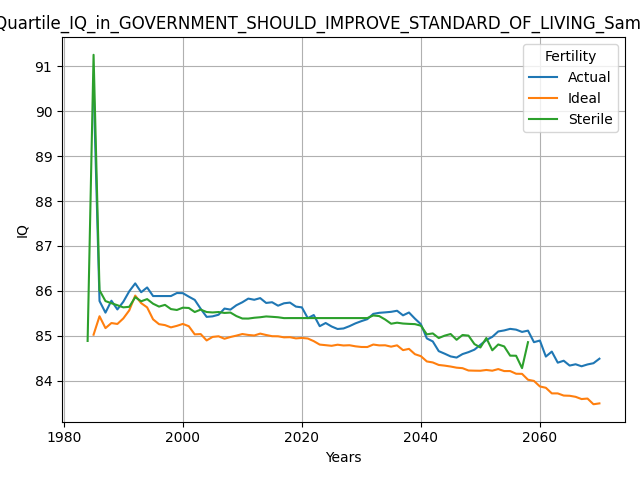 Quartile_IQ_in_GOVERNMENT_SHOULD_IMPROVE_STANDARD_OF_LIVING_Sam
Fertility
Actual
Ideal
Sterile
91
90
89
88
87
86
85
84
IQ
1980
2000
2020
2040
2060
Years